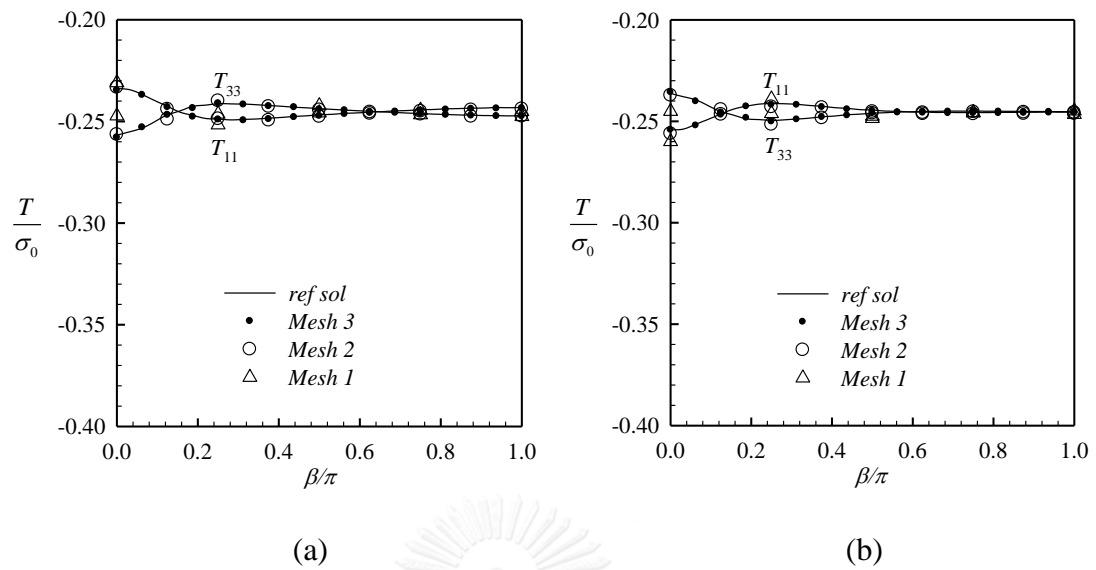 -0.20
-0.25
-0.30
-0.35
-0.40
T/σ₀
T₃₃
T₁₁
ref sol
Mesh 3
Mesh 2
Mesh 1
0.0 0.2 0.4 0.6 0.8 1.0
β/π
(a)
-0.20
-0.25
-0.30
-0.35
-0.40
T/σ₀
T₁₁
T₃₃
ref sol
Mesh 3
Mesh 2
Mesh 1
0.0 0.2 0.4 0.6 0.8 1.0
β/π
(b)